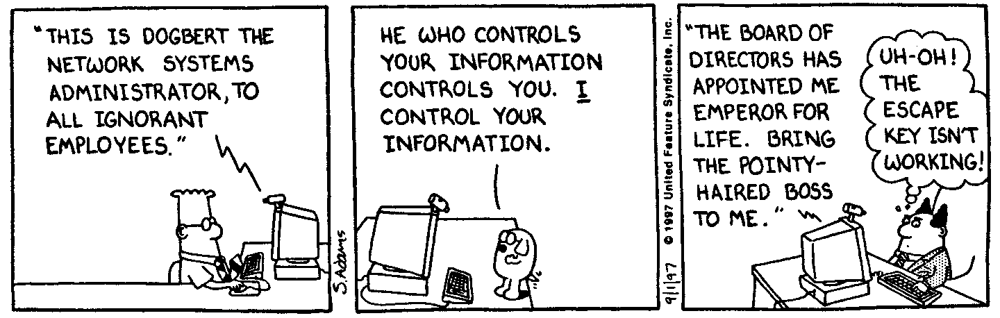 "THIS IS DOGBERT THE
NETWORK SYSTEMS
ADMINISTRATOR, TO
ALL IGNORANT
EMPLOYEES."
S. Adams
HE WHO CONTROLS
YOUR INFORMATION
CONTROLS YOU. I
CONTROL YOUR
INFORMATION.
9/1/97 © 1997 United Feature Syndicate, Inc.
"THE BOARD OF
DIRECTORS HAS
APPOINTED ME
EMPEROR FOR
LIFE. BRING
THE POINTY-
HAIRED BOSS
TO ME."
UH-OH!
THE
ESCAPE
KEY ISN'T
WORKING!